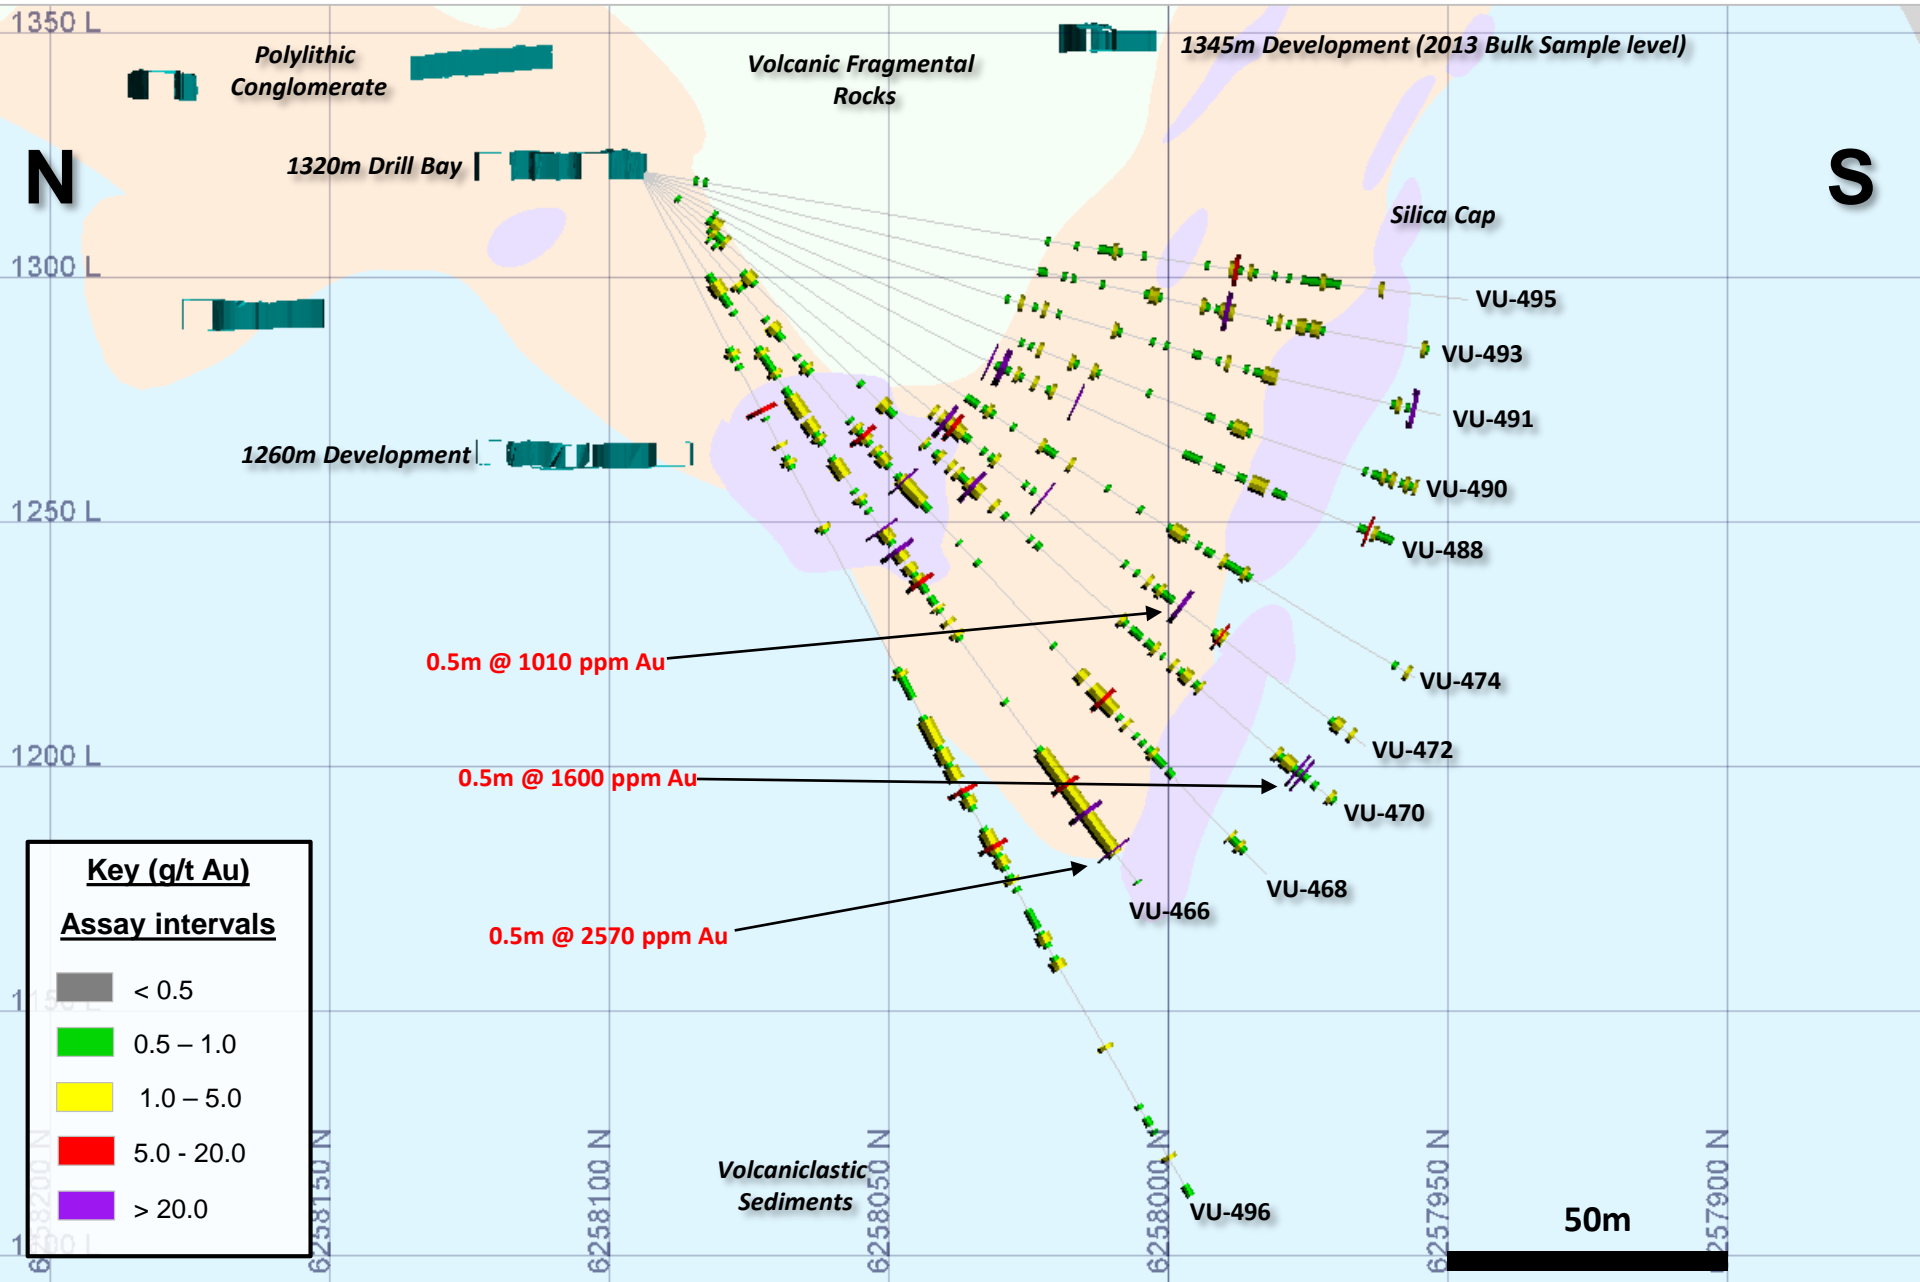 1350 L
Polylithic
Conglomerate
Volcanic Fragmental
Rocks
1345m Development (2013 Bulk Sample level)
N
1320m Drill Bay
S
Silica Cap
1300 L
VU-495
VU-493
VU-491
1260m Development
VU-490
1250 L
VU-488
0.5m @ 1010 ppm Au
VU-474
1200 L
VU-472
0.5m @ 1600 ppm Au
VU-470
VU-468
VU-466
0.5m @ 2570 ppm Au
Key (g/t Au)
Assay intervals
< 0.5
0.5 – 1.0
1.0 – 5.0
5.0 - 20.0
> 20.0
1150 L
Volcaniclastic
Sediments
VU-496
50m
6258200 N
6258150 N
6258100 N
6258050 N
6258000 N
6257950 N
6257900 N